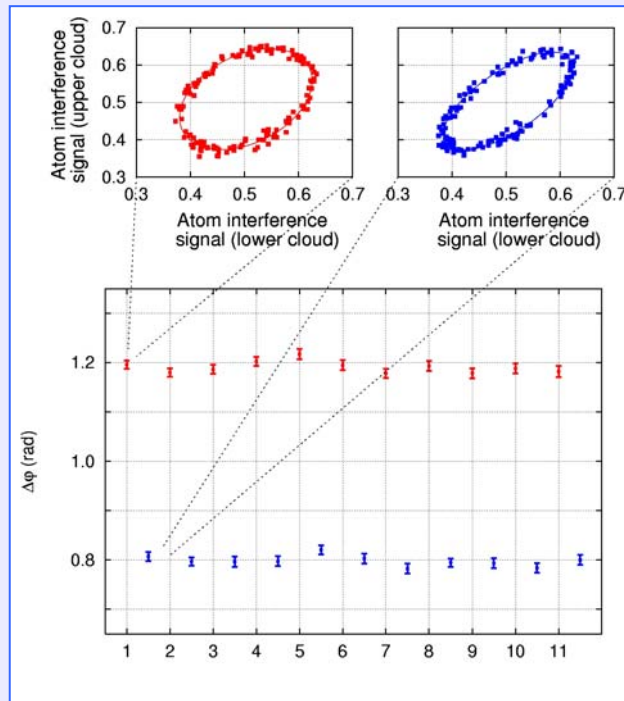 0.7
0.6
0.5
0.4
0.3
Atom interference
signal (upper cloud)
0.3 0.4 0.5 0.6 0.7
Atom interference
signal (lower cloud)
0.3 0.4 0.5 0.6 0.7
Atom interference
signal (lower cloud)
1.2
1.0
0.8
Δφ (rad)
1 2 3 4 5 6 7 8 9 10 11